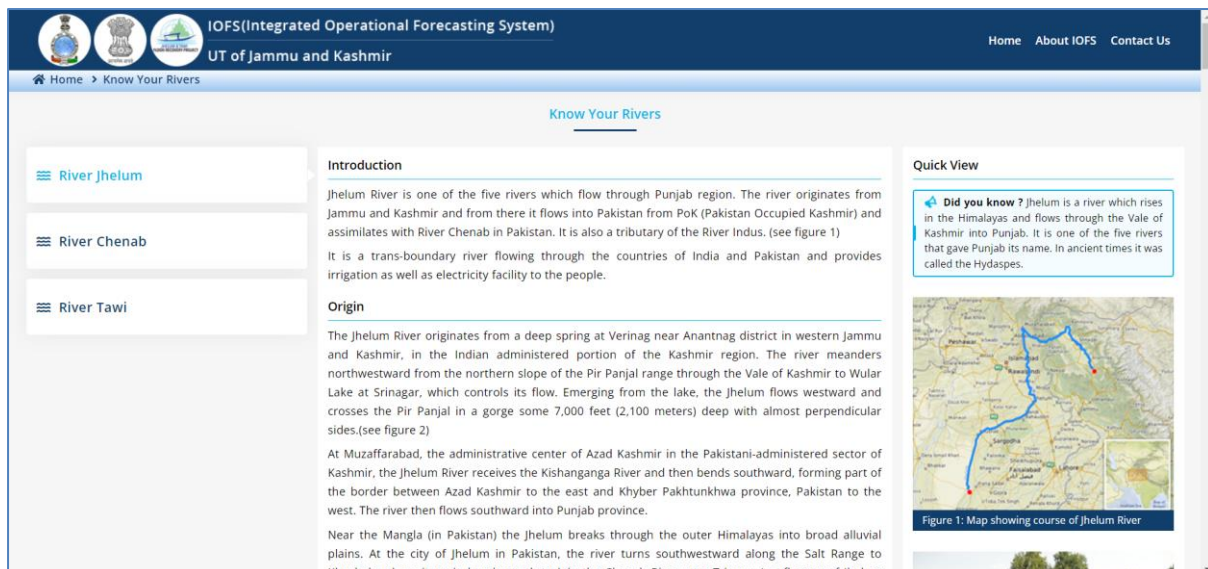 IOFS(Integrated Operational Forecasting System)
UT of Jammu and Kashmir
Home About IOFS Contact Us
Home > Know Your Rivers
Know Your Rivers
River Jhelum
River Chenab
River Tawi
Introduction
Jhelum River is one of the five rivers which flow through Punjab region. The river originates from
Jammu and Kashmir and from there it flows into Pakistan from PoK (Pakistan Occupied Kashmir) and
assimilates with River Chenab in Pakistan. It is also a tributary of the River Indus. (see figure 1)
It is a trans-boundary river flowing through the countries of India and Pakistan and provides
irrigation as well as electricity facility to the people.
Origin
The Jhelum River originates from a deep spring at Verinag near Anantnag district in western Jammu
and Kashmir, in the Indian administered portion of the Kashmir region. The river meanders
northwestward from the northern slope of the Pir Panjal range through the Vale of Kashmir to Wular
Lake at Srinagar, which controls its flow. Emerging from the lake, the Jhelum flows westward and
crosses the Pir Panjal in a gorge some 7,000 feet (2,100 meters) deep with almost perpendicular
sides.(see figure 2)
At Muzaffarabad, the administrative center of Azad Kashmir in the Pakistani-administered sector of
Kashmir, the Jhelum River receives the Kishanganga River and then bends southward, forming part of
the border between Azad Kashmir to the east and Khyber Pakhtunkhwa province, Pakistan to the
west. The river then flows southward into Punjab province.
Near the Mangla (in Pakistan) the Jhelum breaks through the outer Himalayas into broad alluvial
plains. At the city of Jhelum in Pakistan, the river turns southwestward along the Salt Range to
Quick View
Did you know ? Jhelum is a river which rises
in the Himalayas and flows through the Vale of
Kashmir into Punjab. It is one of the five rivers
that gave Punjab its name. In ancient times it was
called the Hydaspes.
Peshawar
Islamabad
Rawalpindi
Sargodha
Faisalabad
فیصل آباد
Lahore
Figure 1: Map showing course of Jhelum River